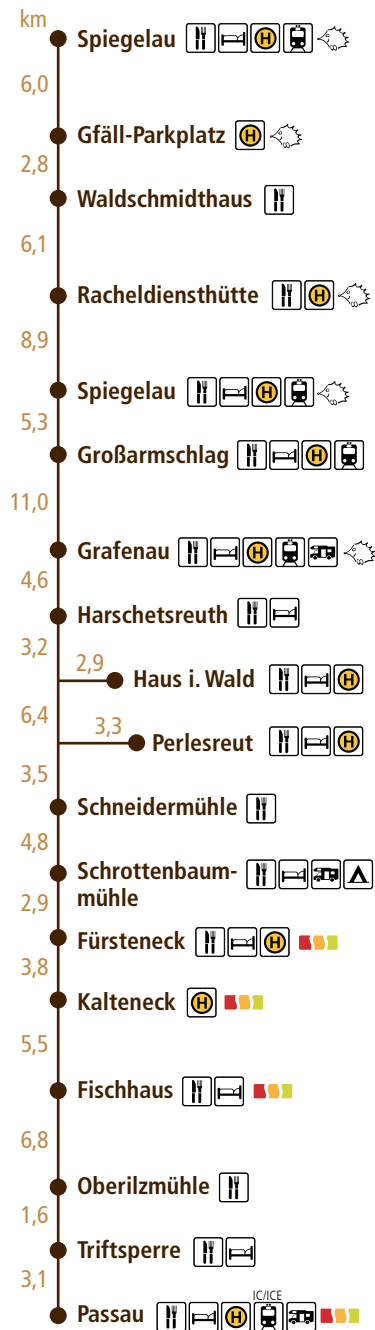 km
Spiegelau H
6,0
Gfäll-Parkplatz H
2,8
Waldschmidthaus
6,1
Racheldiensthütte H
8,9
Spiegelau H
5,3
Großarmschlag H
11,0
Grafenau H
4,6
Harschetsreuth
3,2
2,9
Haus i. Wald H
6,4
3,3
Perlesreut H
3,5
Schneidermühle
4,8
Schrottenbaum-
mühle
2,9
Fürsteneck H
3,8
Kalteneck H
5,5
Fischhaus
6,8
Oberilzmühle
1,6
Triftsperre
3,1
IC/ICE
Passau H